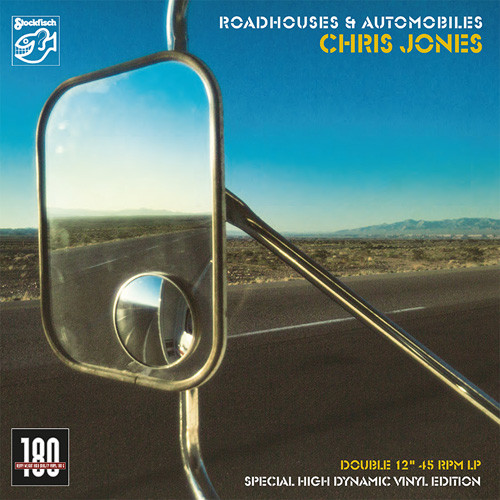 Stockfisch
ROADHOUSES & AUTOMOBILES
CHRIS JONES
180
DOUBLE 12" 45 RPM LP
SPECIAL HIGH DYNAMIC VINYL EDITION